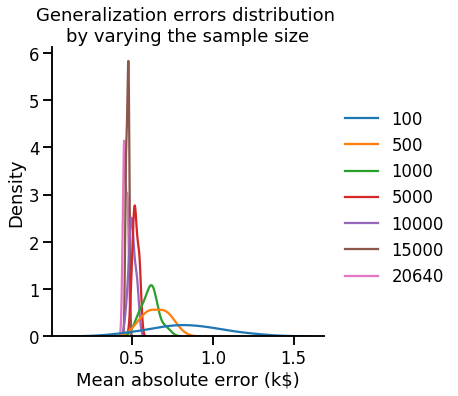 Generalization errors distribution
by varying the sample size
6
5
4
3
2
1
0
Density
0.5 1.0 1.5
Mean absolute error (k$)
100
500
1000
5000
10000
15000
20640